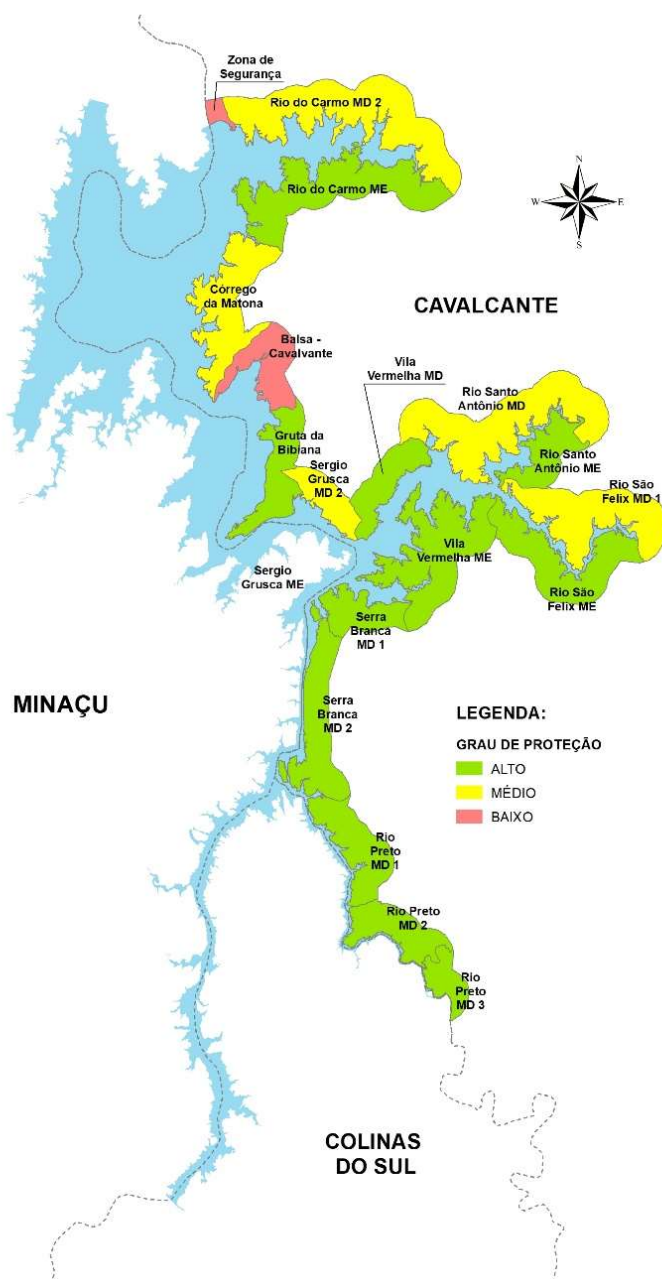 Zona de
Segurança
Rio do Carmo MD 2
Rio do Carmo ME
N
W
E
S
Córrego
da Matona
CAVALCANTE
Balsa -
Cavalvante
Vila
Vermelha MD
Rio Santo
Antônio MD
Gruta da
Bibiana
Rio Santo
Antônio ME
Sergio
Grusca
MD 2
Rio São
Felix MD 1
Vila
Vermelha ME
Sergio
Grusca ME
Rio São
Felix ME
Serra
Branca
MD 1
MINAÇU
Serra
Branca
MD 2
LEGENDA:
GRAU DE PROTEÇÃO
ALTO
MÉDIO
BAIXO
Rio
Preto
MD 1
Rio Preto
MD 2
Rio
Preto
MD 3
COLINAS
DO SUL